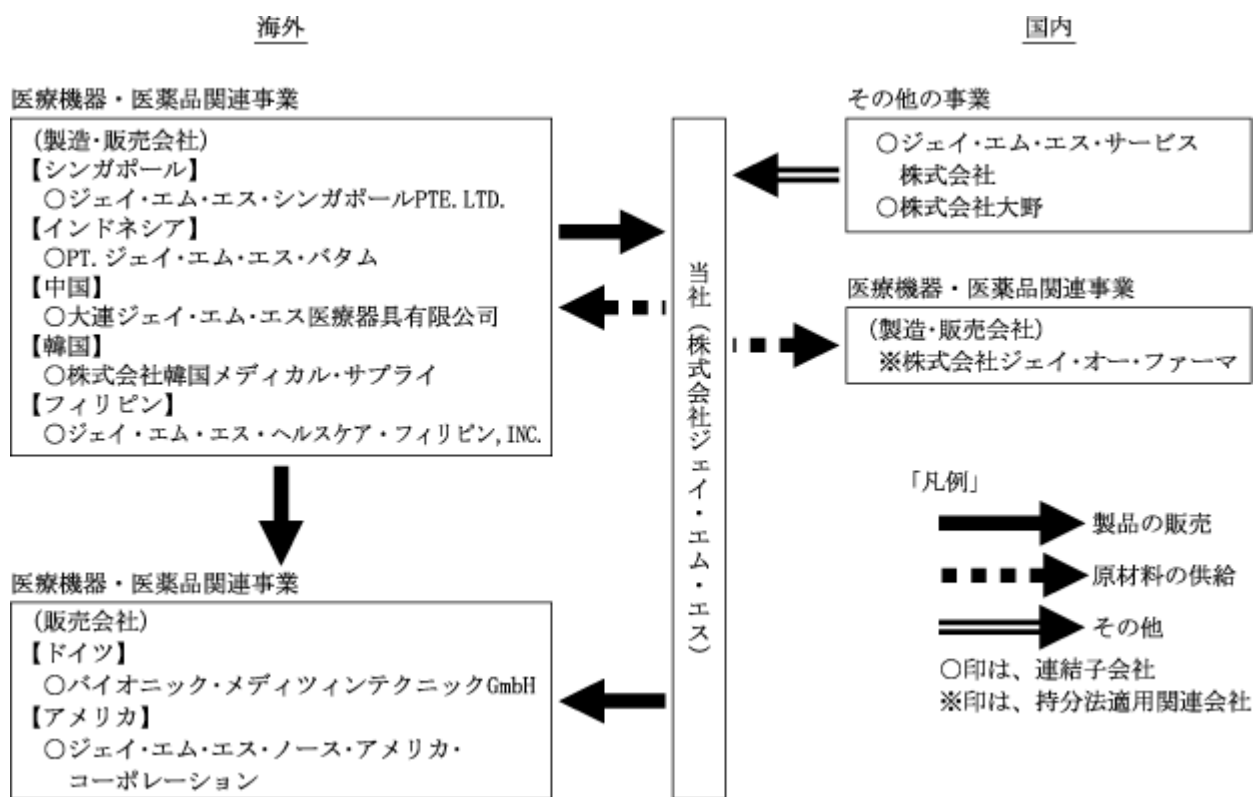 海外
医療機器・医薬品関連事業
(製造・販売会社)
【シンガポール】
○ジェイ・エム・エス・シンガポールPTE.LTD.
【インドネシア】
○PT.ジェイ・エム・エス・バタム
【中国】
○大連ジェイ・エム・エス医療器具有限公司
【韓国】
○株式会社韓国メディカル・サプライ
【フィリピン】
○ジェイ・エム・エス・ヘルスケア・フィリピン,INC.
医療機器・医薬品関連事業
(販売会社)
【ドイツ】
○バイオニック・メディツィンテクニックGmbH
【アメリカ】
○ジェイ・エム・エス・ノース・アメリカ・
コーポレーション
当社(株式会社ジェイ・エム・エス)
国内
その他の事業
○ジェイ・エム・エス・サービス
株式会社
○株式会社大野
医療機器・医薬品関連事業
(製造・販売会社)
※株式会社ジェイ・オー・ファーマ
「凡例」
製品の販売
原材料の供給
その他
○印は、連結子会社
※印は、持分法適用関連会社